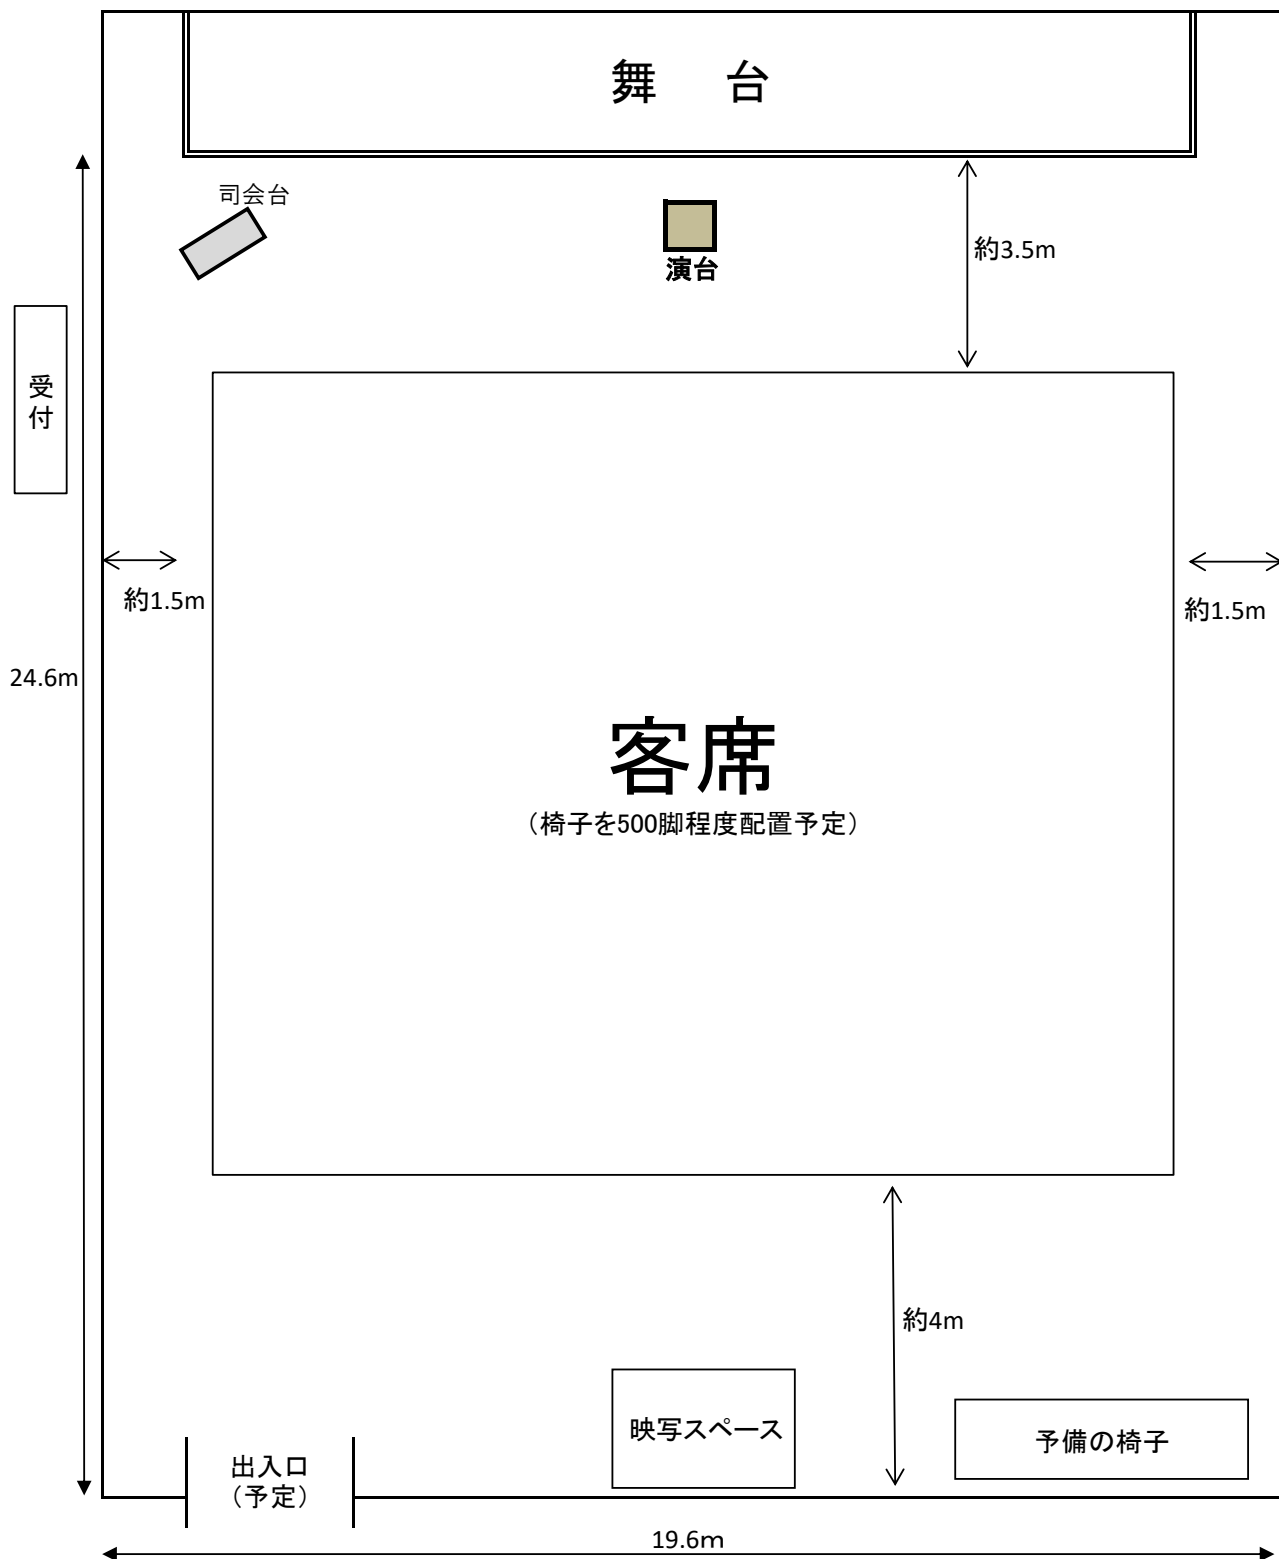 舞　台
司会台
演台
約3.5m
受付
約1.5m
約1.5m
24.6m
客席
（椅子を500脚程度配置予定）
約4m
映写スペース
予備の椅子
出入口
（予定）
19.6m